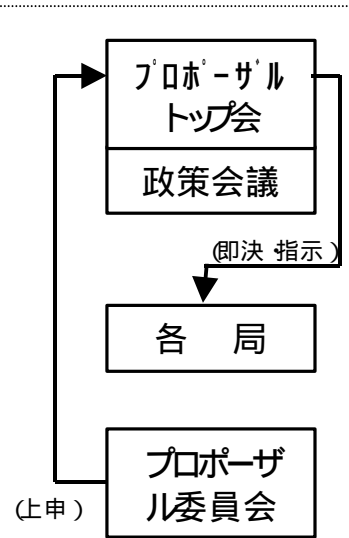 ﾌﾟﾛﾎﾟｰｻﾞﾙ
トップ会
政策会議
(即決・指示)
各　局
プロポーザ
ル委員会
(上申)